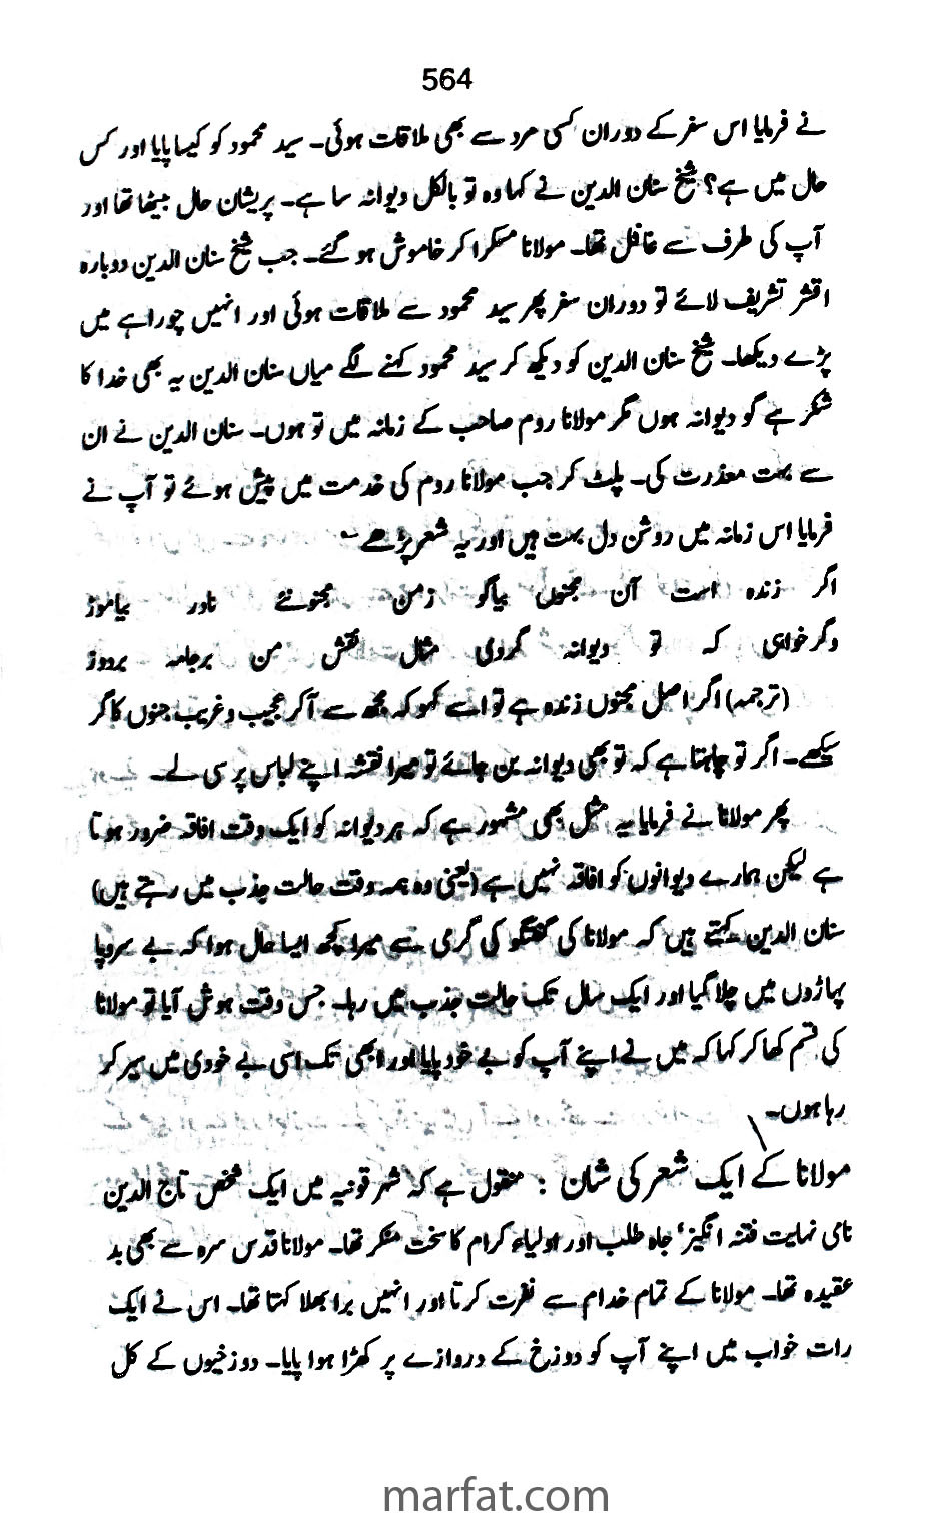 564
نے فرمایا اس سفر کے دوران کسی مرد سے بھی ملاقات ہوئی۔ سید محمود کو کیسا پایا اور کس
حال میں ہے؟ شیخ سنان الدین نے کہا وہ تو بالکل دیوانہ سا ہے۔ پریشان حال بیٹھا تھا اور
آپ کی طرف سے غافل تھا۔ مولانا مسکرا کر خاموش ہو گئے۔ جب شیخ سنان الدین دوبارہ
اقشر تشریف لائے تو دوران سفر پھر سید محمود سے ملاقات ہوئی اور انہیں چوراہے میں
پڑے دیکھا۔ شیخ سنان الدین کو دیکھ کر سید محمود کہنے لگے میاں سنان الدین یہ بھی خدا کا
شکر ہے گو دیوانہ ہوں مگر مولانا روم صاحب کے زمانہ میں تو ہوں۔ سنان الدین نے ان
سے بہت معذرت کی۔ پلٹ کر جب مولانا روم کی خدمت میں پیش ہوئے تو آپ نے
فرمایا اس زمانہ میں روشن دل بہت ہیں اور یہ شعر پڑھے
اگر زندہ است آن مجنوں بیاگو زمن مجنونئے نادر بیاموز
دگر خواہی کہ تو دیوانہ گردی مثال نقش من برجامہ بردوز
(ترجمہ) اگر اصلی مجنوں زندہ ہے تو اسے کہو کہ مجھ سے آکر عجیب و غریب جنوں کا گر
سیکھے۔ اگر تو چاہتا ہے کہ تو بھی دیوانہ بن جائے تو میرا نقشہ اپنے لباس پر سی لے۔
پھر مولانا نے فرمایا یہ مثل بھی مشہور ہے کہ ہر دیوانہ کو ایک وقت افاقہ ضرور ہوتا
ہے لیکن ہمارے دیوانوں کو افاقہ نہیں ہے (یعنی وہ ہمہ وقت حالت جذب میں رہتے ہیں)
سنان الدین کہتے ہیں کہ مولانا کی گفتگو کی گرمی سے میرا کچھ ایسا حال ہوا کہ بے سروپا
پہاڑوں میں چلا گیا اور ایک سال تک حالت جذب میں رہا۔ جس وقت ہوش آیا تو مولانا
کی قسم کھا کر کہا کہ میں نے اپنے آپ کو بے خود پایا اور ابھی تک اسی بے خودی میں سیر کر
رہا ہوں۔
مولانا کے ایک شعر کی شان : منقول ہے کہ شہر قونیہ میں ایک شخص تاج الدین
نامی نہایت فتنہ انگیز، جاہ طلب اور اولیاء کرام کا سخت منکر تھا۔ مولانا قدس سرہ سے بھی بد
عقیدہ تھا۔ مولانا کے تمام خدام سے نفرت کرتا اور انہیں برا بھلا کہتا تھا۔ اس نے ایک
رات خواب میں اپنے آپ کو دوزخ کے دروازے پر کھڑا ہوا پایا۔ دوزخیوں کے کل
marfat.com